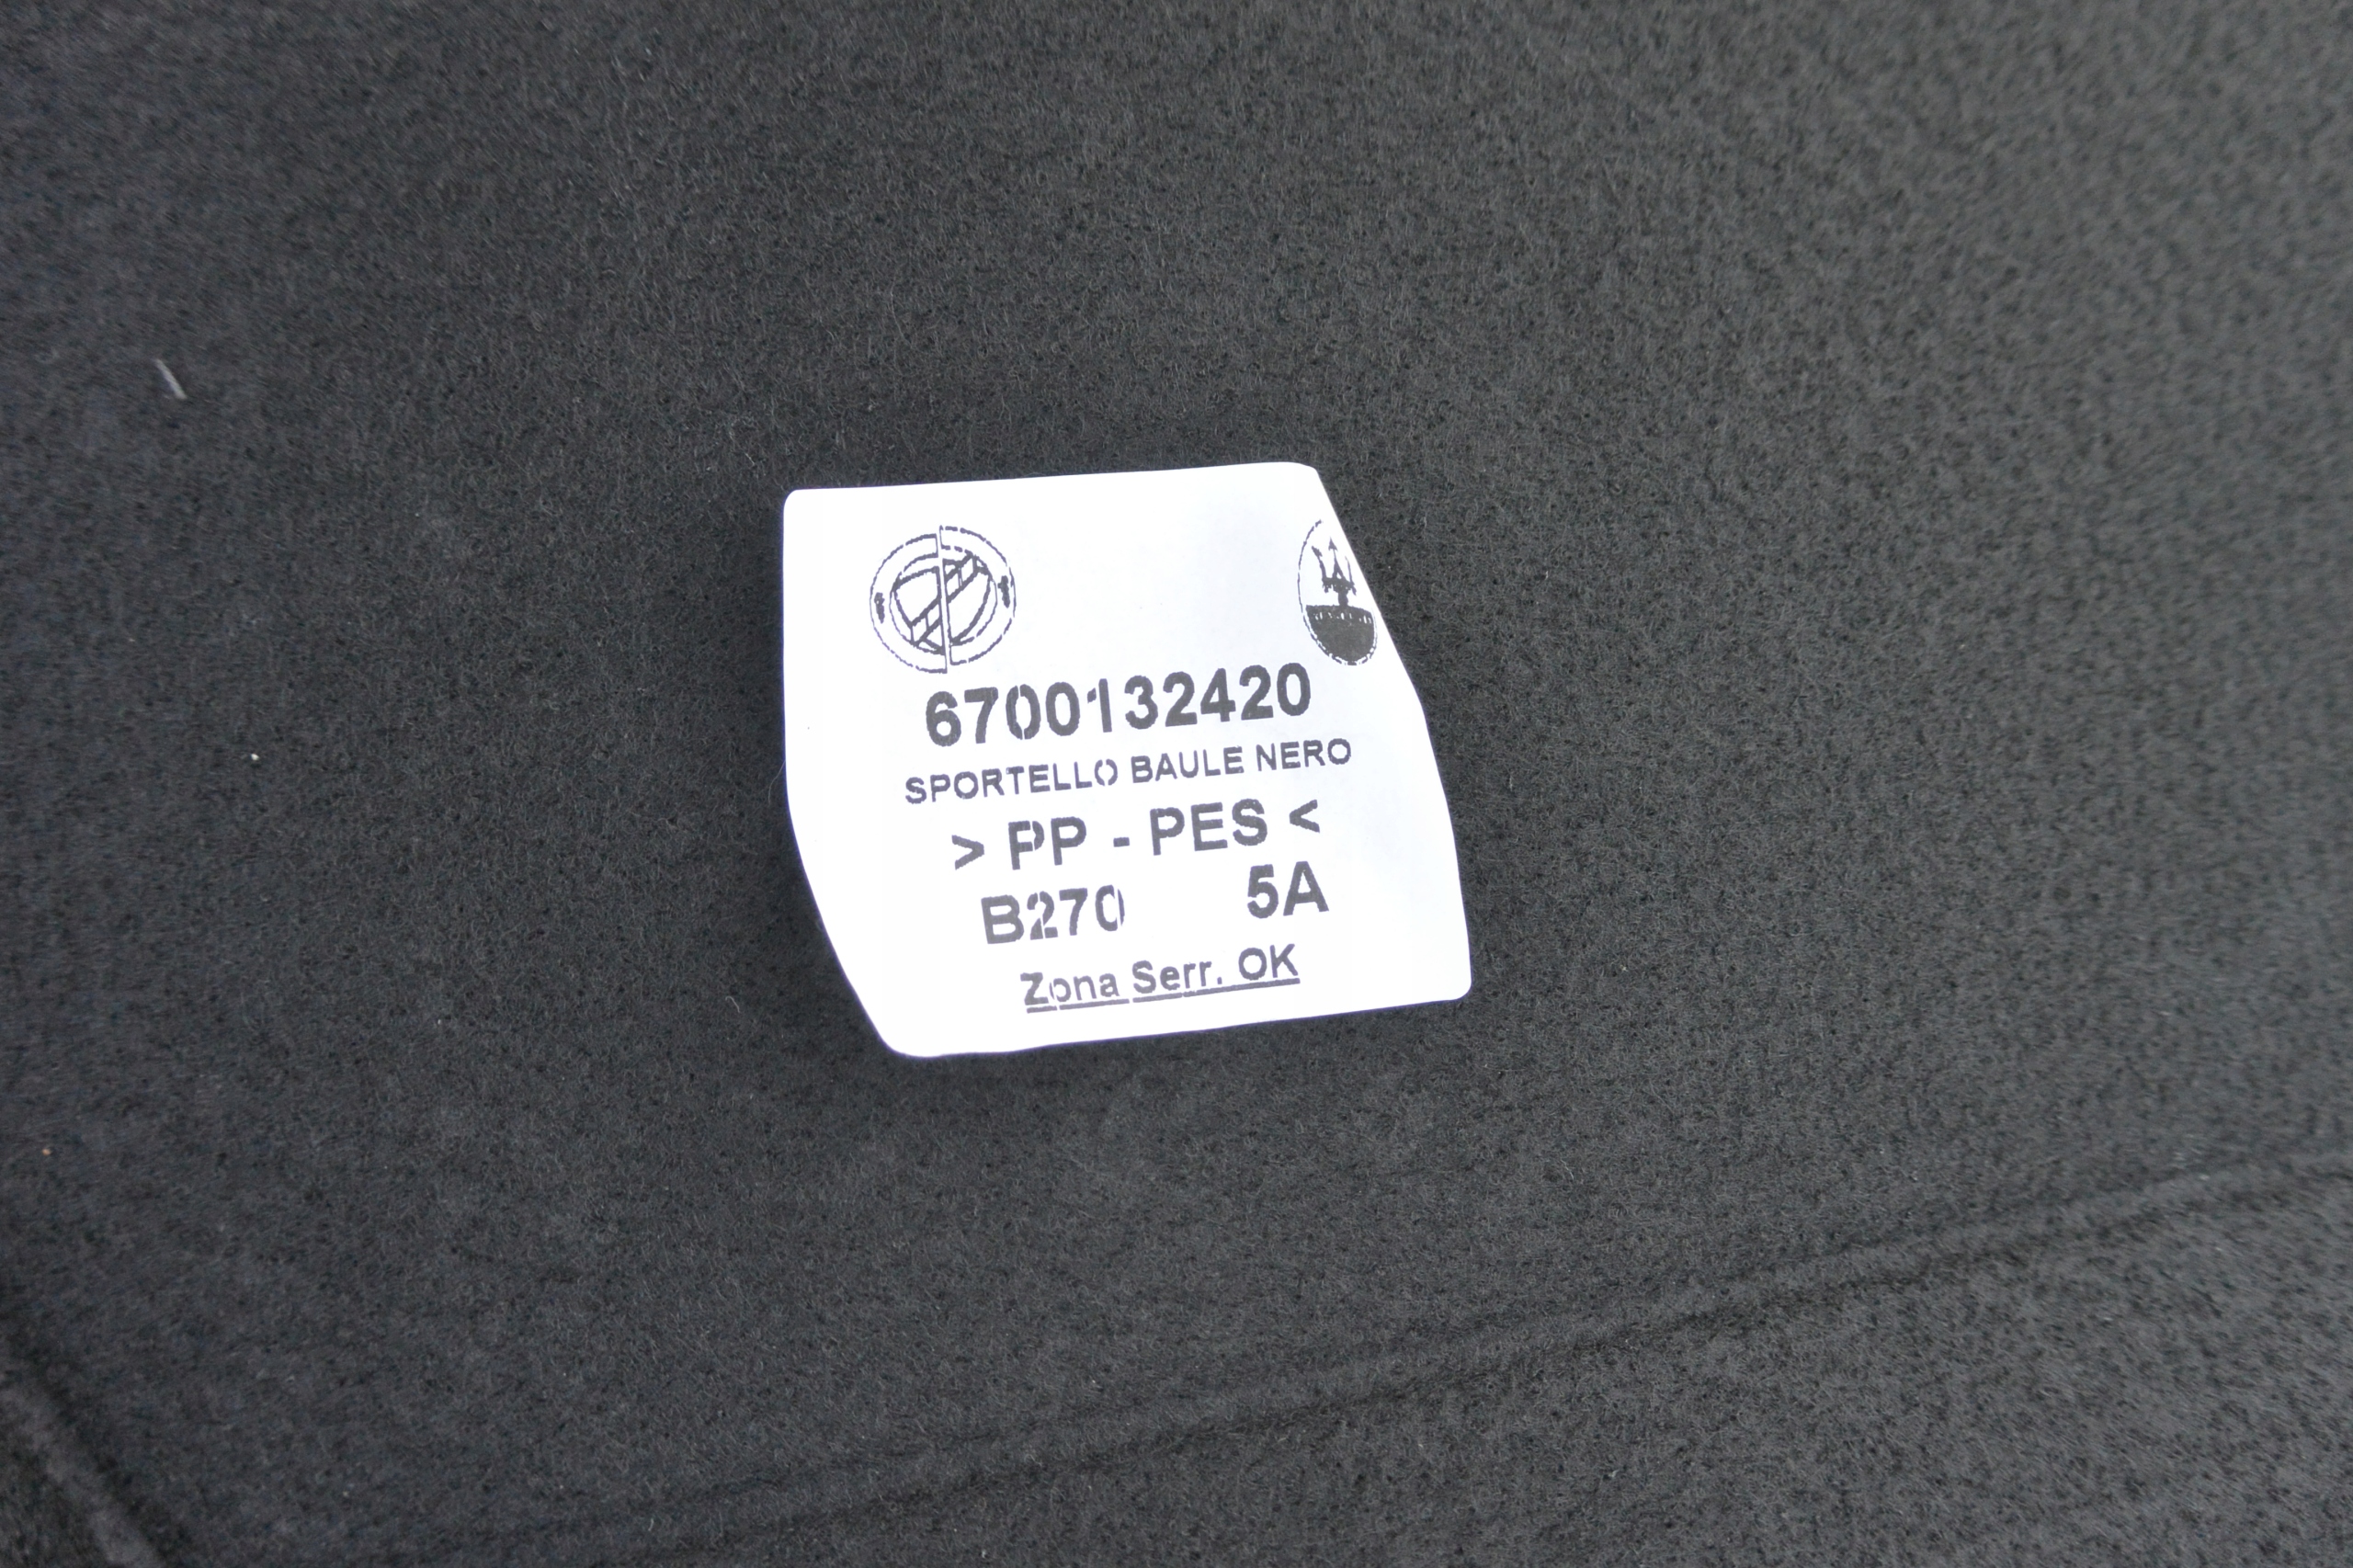 6700132420
SPORTELLO BAULE NERO
> PP - PES <
B270 5A
Zona Serr. OK